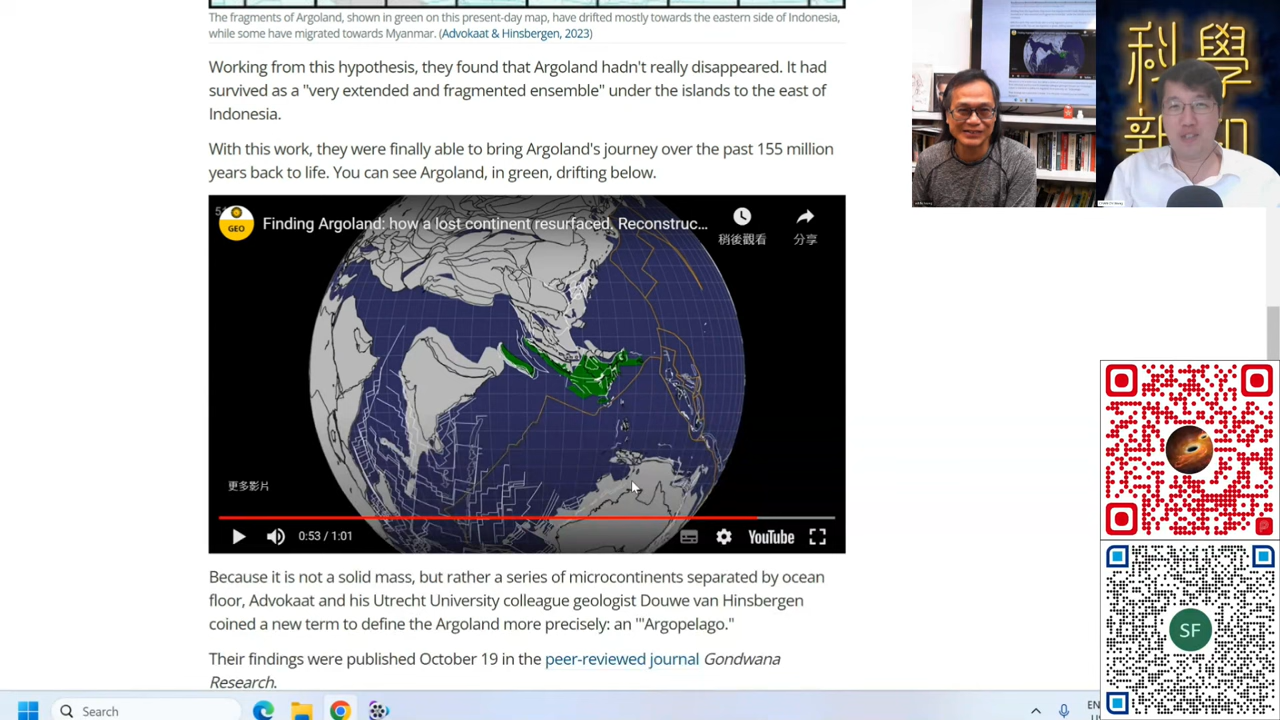 The fragments of Argoland, shown in green on this present-day map, have drifted mostly towards the eastern side of Indonesia,
while some have migrated towards Myanmar. (Advokaat & Hinsbergen, 2023)
Working from this hypothesis, they found that Argoland hadn't really disappeared. It had
survived as a "very extended and fragmented ensemble" under the islands to the east of
Indonesia.
With this work, they were finally able to bring Argoland's journey over the past 155 million
years back to life. You can see Argoland, in green, drifting below.
GEO
Finding Argoland: how a lost continent resurfaced. Reconstruc...
稍後觀看
分享
更多影片
0:53 / 1:01
YouTube
Because it is not a solid mass, but rather a series of microcontinents separated by ocean
floor, Advokaat and his Utrecht University colleague geologist Douwe van Hinsbergen
coined a new term to define the Argoland more precisely: an '"Argopelago."
Their findings were published October 19 in the peer-reviewed journal Gondwana
Research.
科學
新知
SF
Search
EN